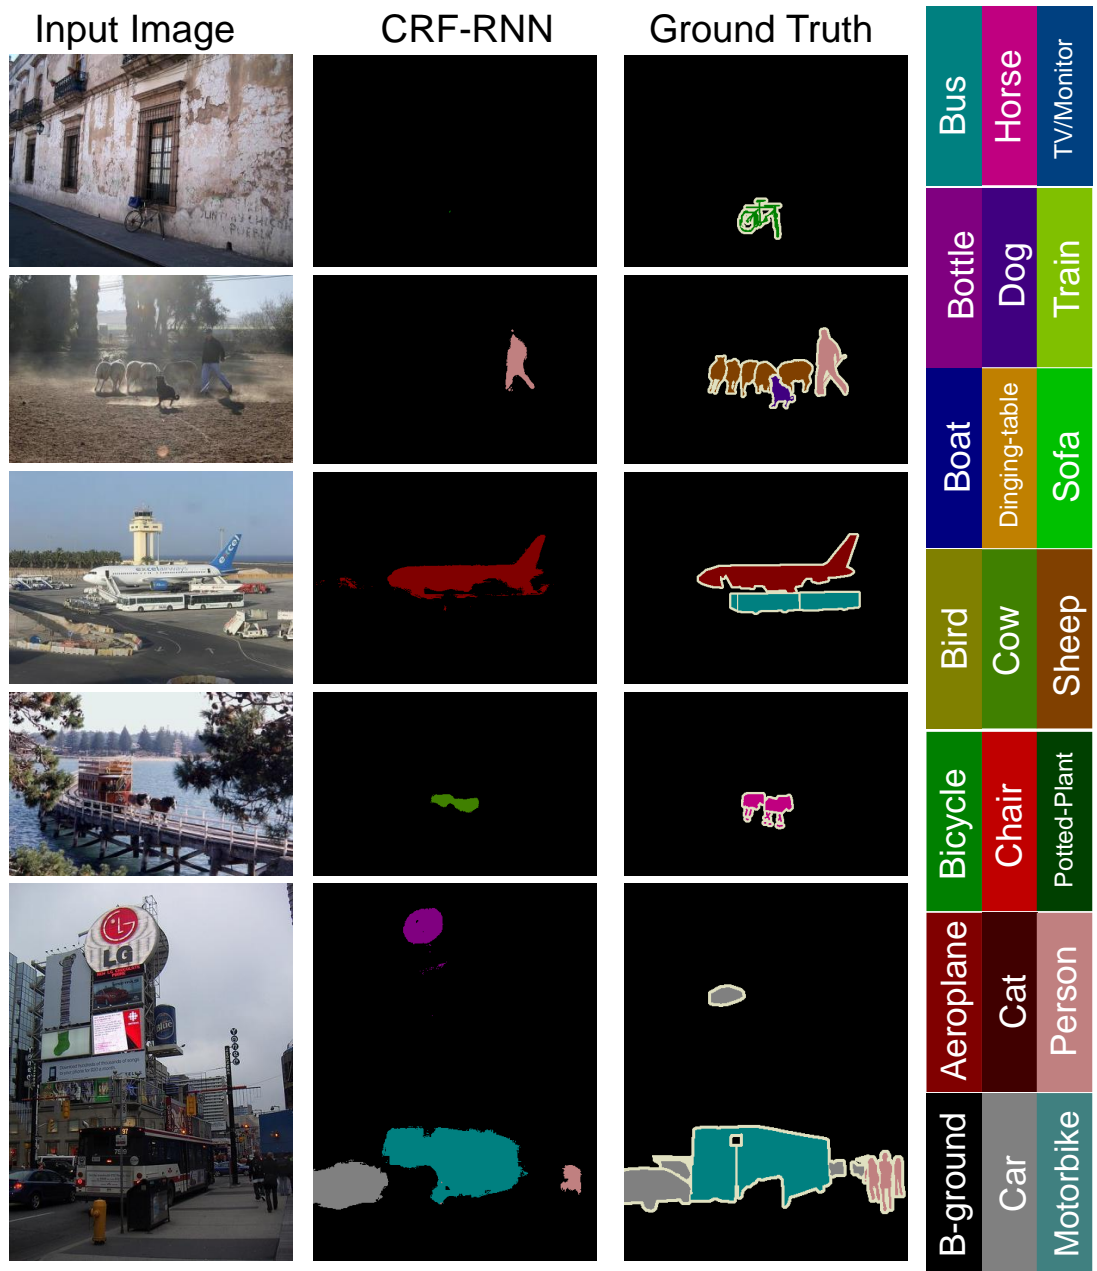 Input Image
CRF-RNN
Ground Truth
Bus
Horse
TV/Monitor
Bottle
Dog
Train
Boat
Dinging-table
Sofa
Bird
Cow
Sheep
Bicycle
Chair
Potted-Plant
Aeroplane
Cat
Person
B-ground
Car
Motorbike
LG